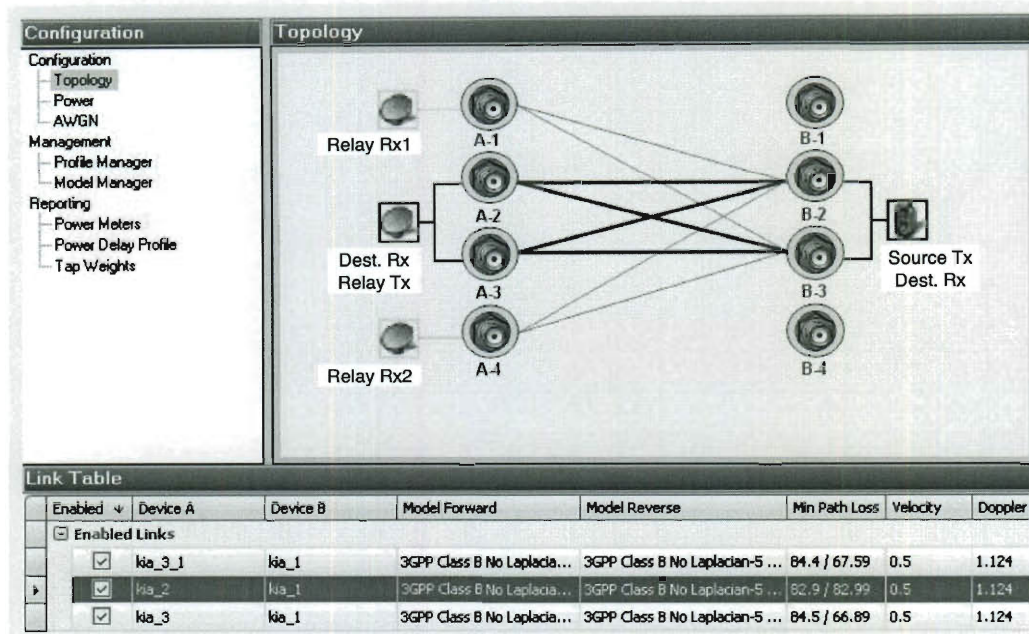 Configuration
Configuration
Topology
Power
AWGN
Management
Profile Manager
Model Manager
Reporting
Power Meters
Power Delay Profile
Tap Weights
Topology
Relay Rx1
A-1
B-1
A-2
B-2
Dest. Rx
Relay Tx
Source Tx
Dest. Rx
A-3
B-3
Relay Rx2
A-4
B-4
Link Table
Enabled Device A Device B Model Forward Model Reverse Min Path Loss Velocity Doppler
Enabled Links
kia_3_1 kia_1 3GPP Class B No Laplacia... 3GPP Class B No Laplacian-5 ... 84.4 / 67.59 0.5 1.124
kia_2 kia_1 3GPP Class B No Laplacia... 3GPP Class B No Laplacian-5 ... 82.9 / 82.99 0.5 1.124
kia_3 kia_1 3GPP Class B No Laplacia... 3GPP Class B No Laplacian-5 ... 84.5 / 66.89 0.5 1.124